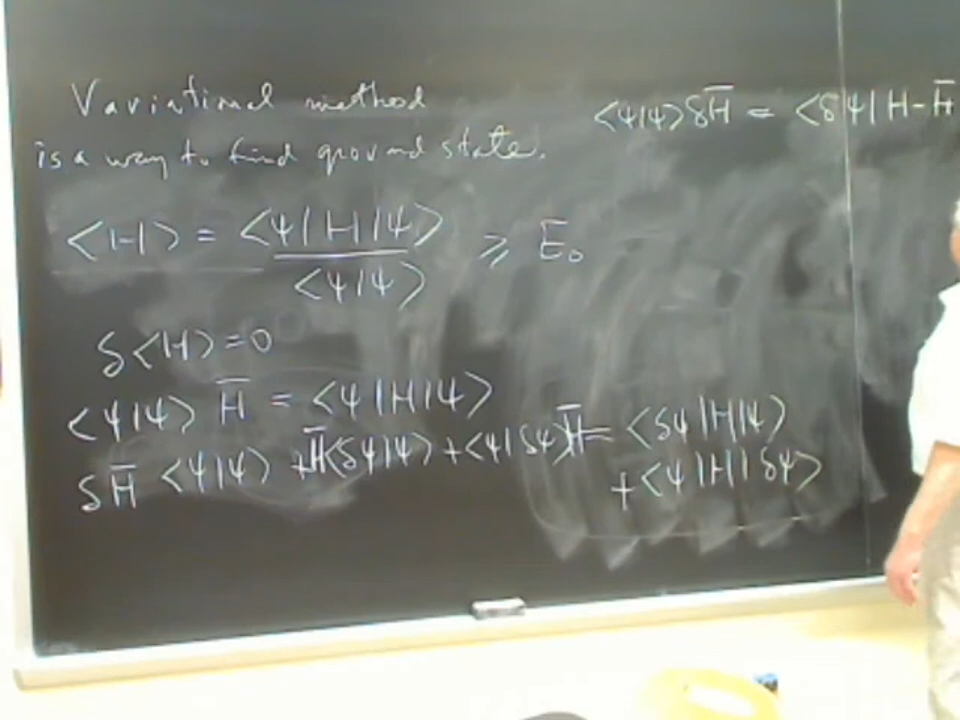 Variational method
is a way to find ground state.
<H> = <ψ|H|ψ> / <ψ|ψ> ⩾ E₀
δ<H> = 0
<ψ|ψ> H̅ = <ψ|H|ψ>
δH̅ <ψ|ψ> + H̅<δψ|ψ> + <ψ|δψ>H̅ = <δψ|H|ψ>
+ <ψ|H|δψ>
<ψ|ψ>δH̅ = <δψ|H-H̅